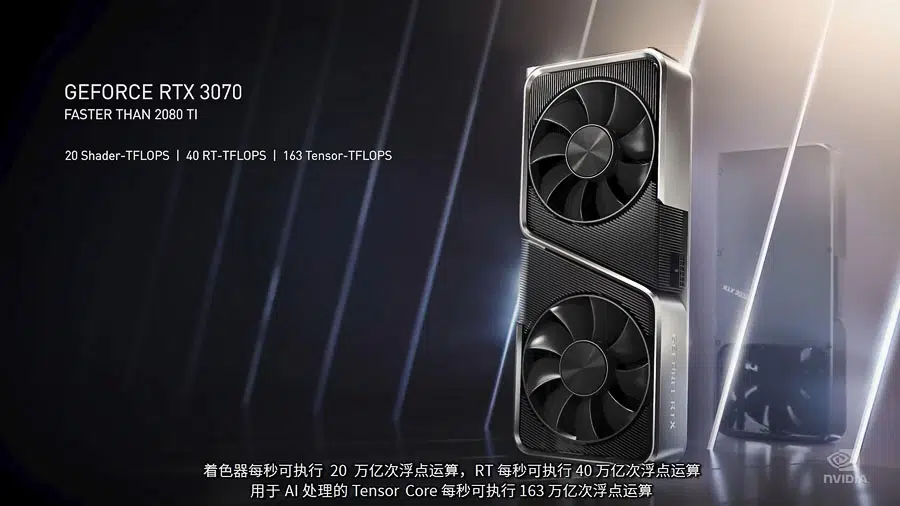 GEFORCE RTX 3070
FASTER THAN 2080 TI
20 Shader-TFLOPS | 40 RT-TFLOPS | 163 Tensor-TFLOPS
GEFORCE RTX
着色器每秒可执行 20 万亿次浮点运算，RT 每秒可执行 40 万亿次浮点运算
用于 AI 处理的 Tensor Core 每秒可执行 163 万亿次浮点运算
NVIDIA